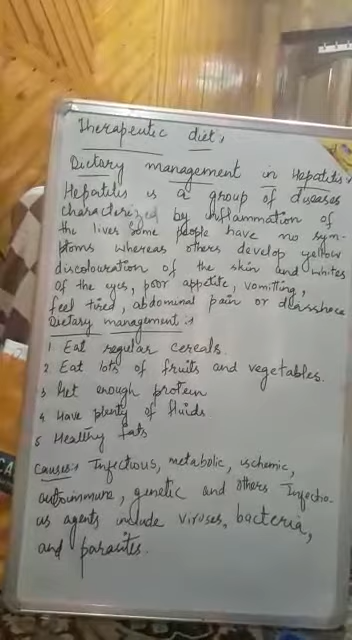 Therapeutic diet,
Dietary management in Hepatitis,
Hepatitis is a group of diseases
characterized by inflammation of
the lives some people have no sym-
ptoms whereas others develop yellow
discolouration of the skin and whites
of the eyes, poor appetite, vomitting,
feel tired, abdominal pain or diarrhoea
Dietary management :
1 Eat regular cereals.
2 Eat lots of fruits and vegetables.
3 Get enough protein
4 Have plenty of fluids
5 Healthy fats
Causes: Infectious, metabolic, ischemic,
autoimmune, genetic and others Infectio-
us agents include viruses, bacteria,
and parasites.